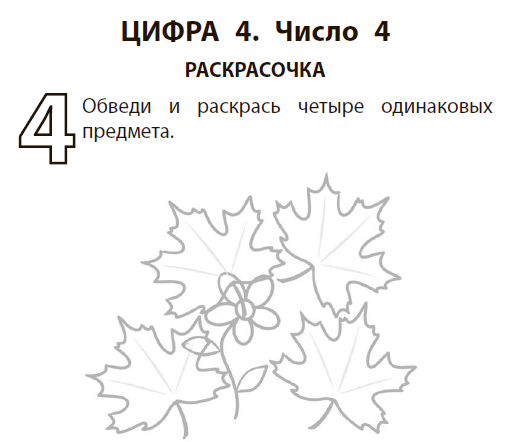 ЦИФРА 4. Число 4
РАСКРАСОЧКА
4
Обведи и раскрась четыре одинаковых
предмета.